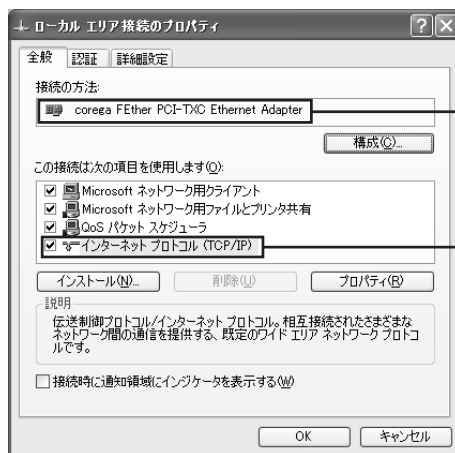 ローカル エリア接続のプロパティ
全般 認証 詳細設定
接続の方法:
corega FEther PCI-TXC Ethernet Adapter
構成(C)...
この接続は次の項目を使用します(O):
Microsoft ネットワーク用クライアント
Microsoft ネットワーク用ファイルとプリンタ共有
QoS パケット スケジューラ
インターネット プロトコル (TCP/IP)
インストール(N)... 削除(U) プロパティ(R)
説明
伝送制御プロトコル/インターネット プロトコル。相互接続されたさまざまな
ネットワーク間の通信を提供する、既定のワイド エリア ネットワーク プロトコ
ルです。
接続時に通知領域にインジケータを表示する(W)
OK キャンセル